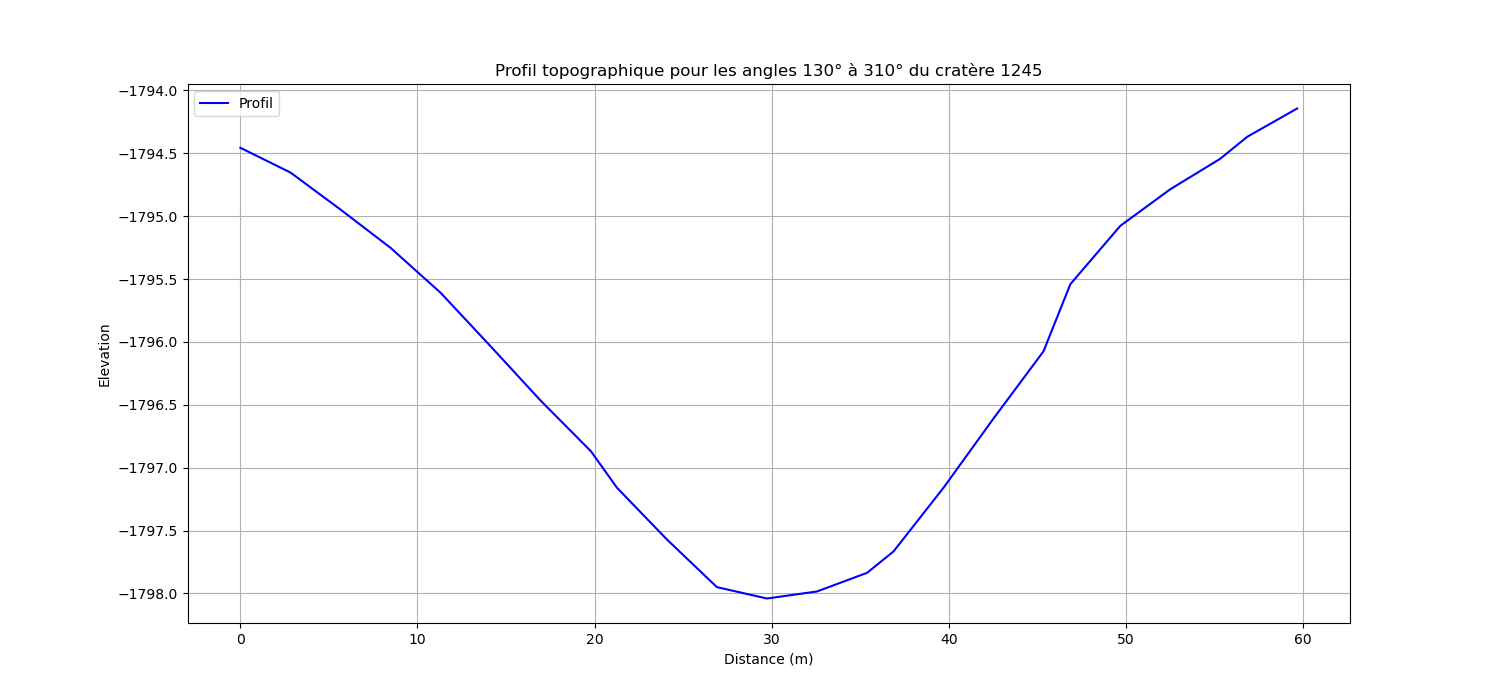 Profil topographique pour les angles 130° à 310° du cratère 1245
Profil
−1794.0
−1794.5
−1795.0
−1795.5
−1796.0
−1796.5
−1797.0
−1797.5
−1798.0
Elevation
0 10 20 30 40 50 60
Distance (m)